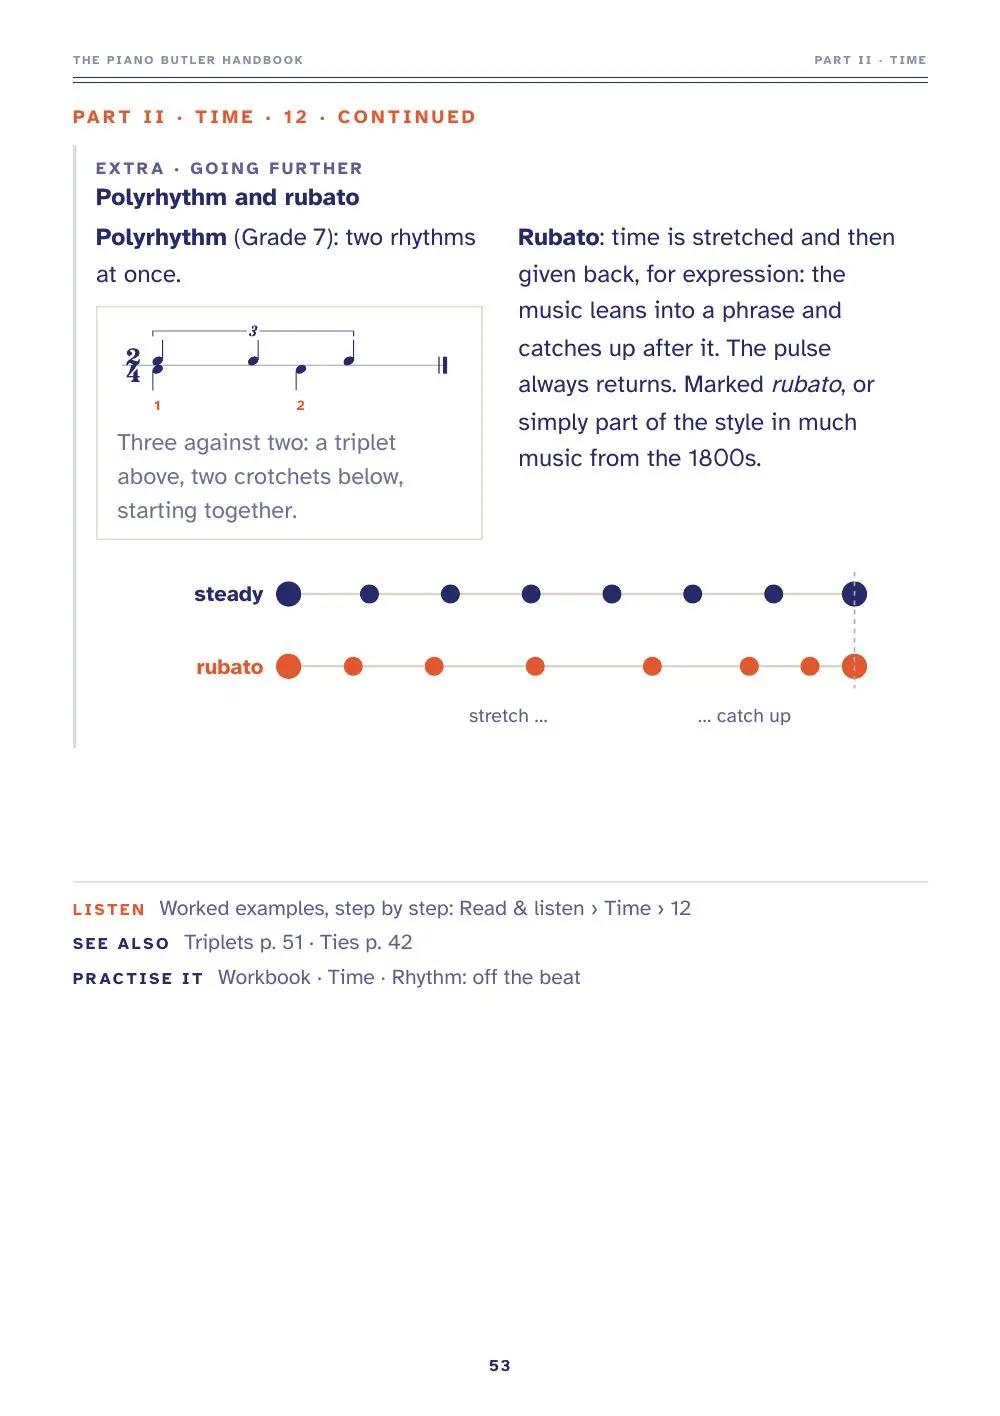 THE PIANO BUTLER HANDBOOK
PART II · TIME
PART II · TIME · 12 · CONTINUED
EXTRA · GOING FURTHER
Polyrhythm and rubato
Polyrhythm (Grade 7): two rhythms
at once.
3
2
4
1 2
Three against two: a triplet
above, two crotchets below,
starting together.
Rubato: time is stretched and then
given back, for expression: the
music leans into a phrase and
catches up after it. The pulse
always returns. Marked rubato, or
simply part of the style in much
music from the 1800s.
steady
rubato
stretch ... ... catch up
LISTEN Worked examples, step by step: Read & listen › Time › 12
SEE ALSO Triplets p. 51 · Ties p. 42
PRACTISE IT Workbook · Time · Rhythm: off the beat
53